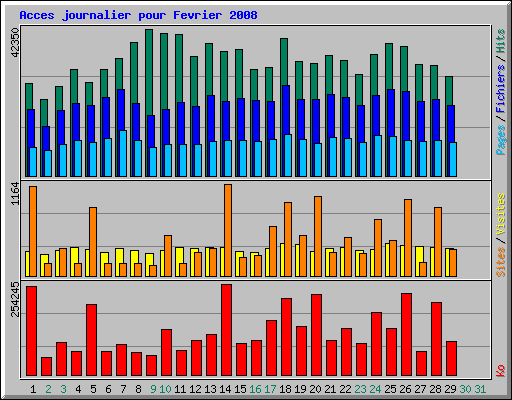 Acces journalier pour Fevrier 2008
42350
Pages / Fichiers / Hits
1164
Sites / Visites
254245
Ko
1 2 3 4 5 6 7 8 9 10 11 12 13 14 15 16 17 18 19 20 21 22 23 24 25 26 27 28 29 30 31